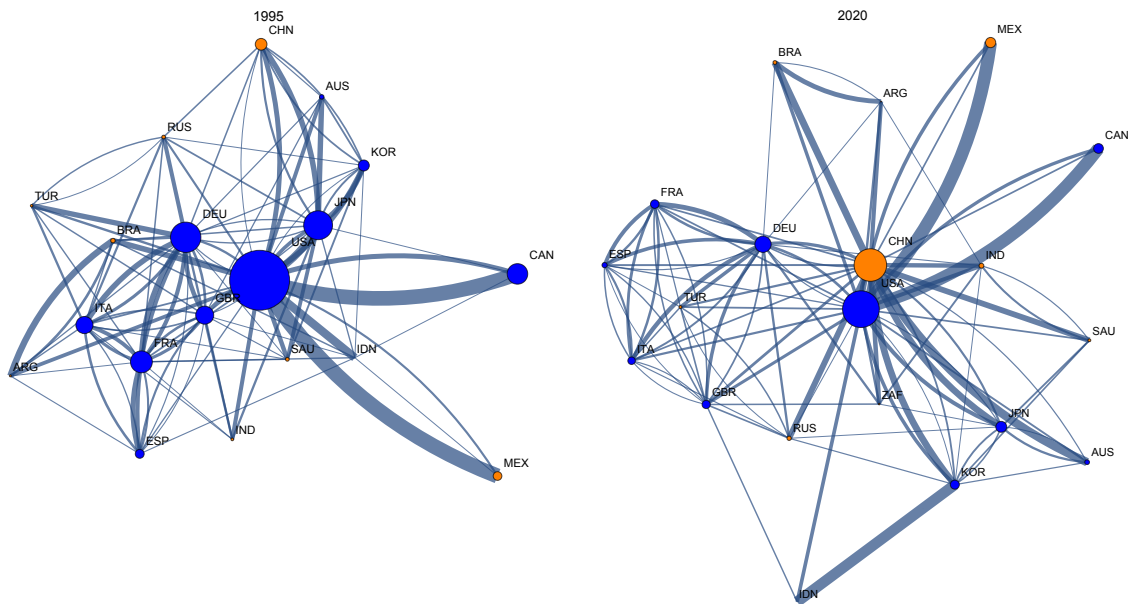 1995
CHN
AUS
RUS
KOR
TUR
DEU
JPN
BRA
USA
CAN
GBR
ITA
FRA
SAU
IDN
ARG
IND
ESP
MEX
2020
MEX
BRA
ARG
CAN
FRA
DEU
CHN
ESP
IND
USA
TUR
SAU
ITA
GBR
ZAF
JPN
RUS
AUS
KOR
IDN